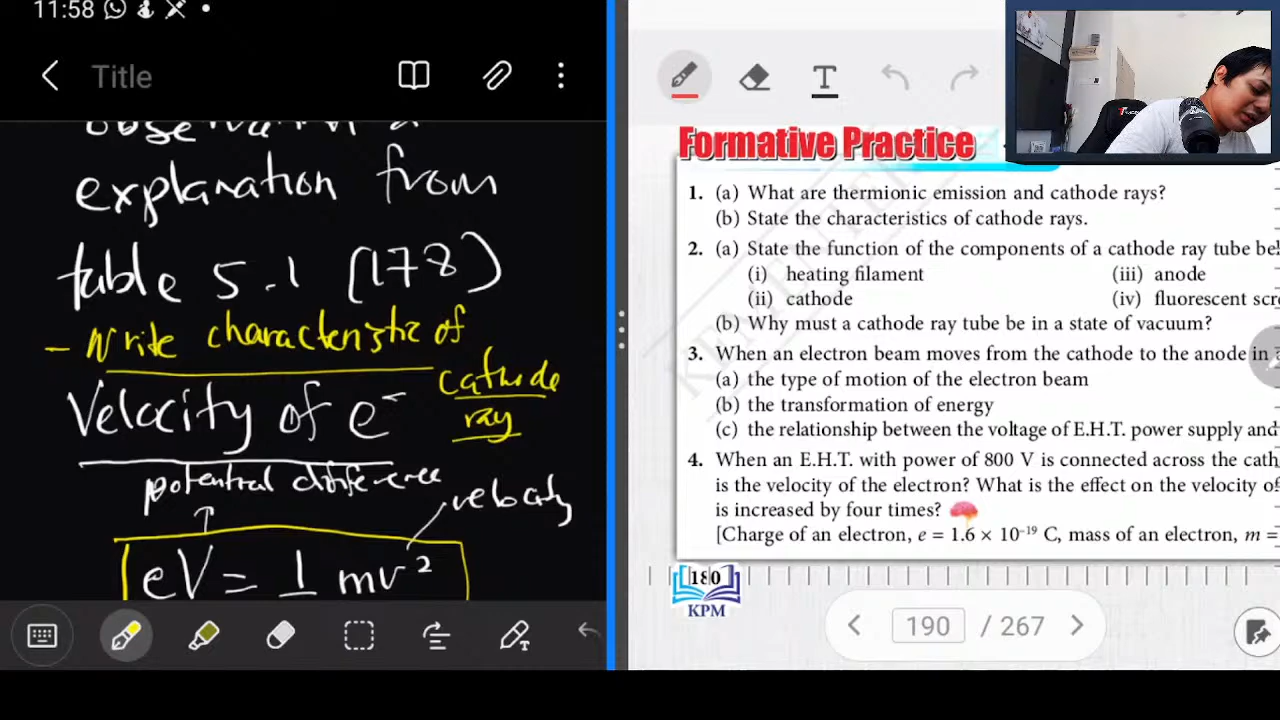 11:58
Title
explanation from
table 5.1 (178)
- Write characteristic of
cathode
ray
Velocity of e⁻
potential difference
velocity
eV = 1 mv²
T
Formative Practice
1. (a) What are thermionic emission and cathode rays?
(b) State the characteristics of cathode rays.
2. (a) State the function of the components of a cathode ray tube
(i) heating filament (iii) anode
(ii) cathode (iv) fluorescent
(b) Why must a cathode ray tube be in a state of vacuum?
3. When an electron beam moves from the cathode to the anode in
(a) the type of motion of the electron beam
(b) the transformation of energy
(c) the relationship between the voltage of E.H.T. power supply and
4. When an E.H.T. with power of 800 V is connected across the
is the velocity of the electron? What is the effect on the velocity
is increased by four times?
[Charge of an electron, e = 1.6 × 10⁻¹⁹ C, mass of an electron, m =
180
KPM
190 / 267